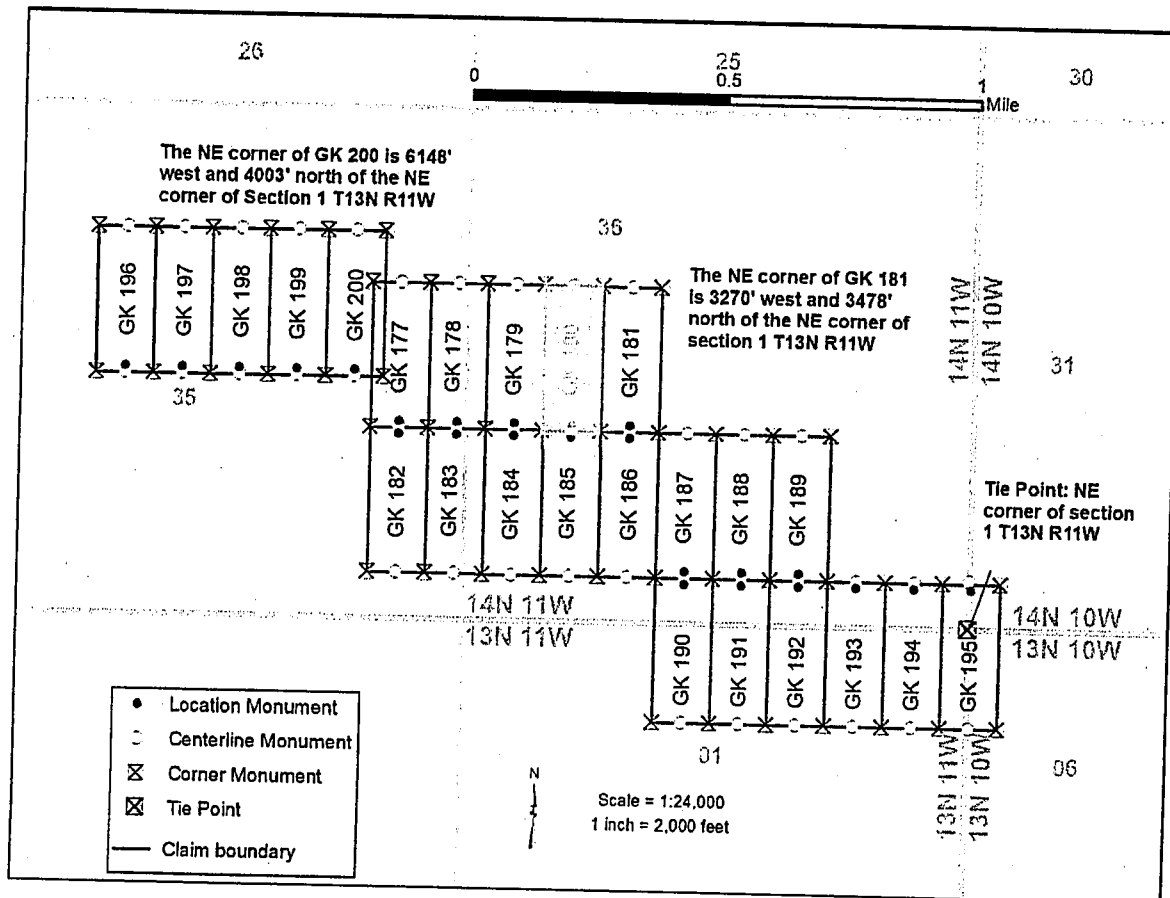 26
25
30
0
0.5
1
Mile
The NE corner of GK 200 is 6148'
west and 4003' north of the NE
corner of Section 1 T13N R11W
36
The NE corner of GK 181
is 3270' west and 3478'
north of the NE corner of
section 1 T13N R11W
14N 11W
14N 10W
31
GK 196
GK 197
GK 198
GK 199
GK 200
35
GK 177
GK 178
GK 179
GK 181
GK 182
GK 183
GK 184
GK 185
GK 186
GK 187
GK 188
GK 189
Tie Point: NE
corner of section
1 T13N R11W
14N 11W
13N 11W
14N 10W
13N 10W
GK 190
GK 191
GK 192
GK 193
GK 194
GK 195
01
06
13N 11W
13N 10W
Location Monument
Centerline Monument
Corner Monument
Tie Point
Claim boundary
N
Scale = 1:24,000
1 inch = 2,000 feet